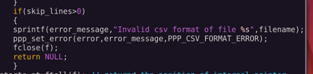 }
if(skip_lines>0)
{
sprintf(error_message,"Invalid csv format of file %s",filename);
ppp_set_error(error,error_message,PPP_CSV_FORMAT_ERROR);
fclose(f);
return NULL;
}